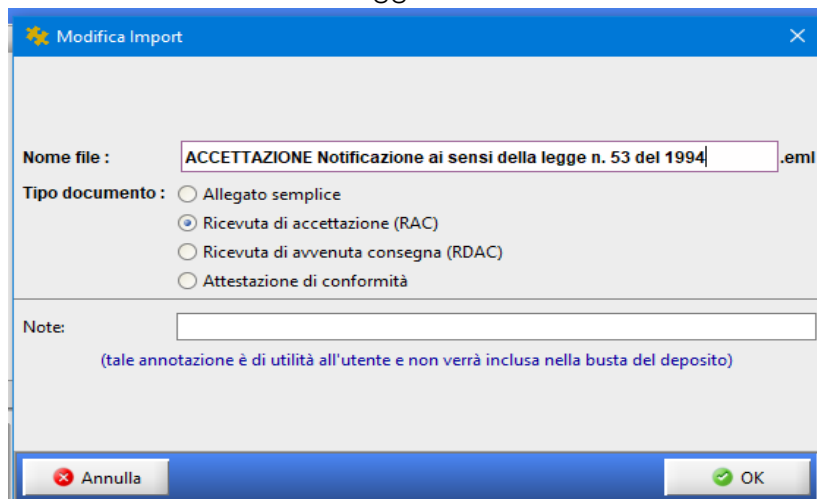 Modifica Import
Nome file : ACCETTAZIONE Notificazione ai sensi della legge n. 53 del 1994 .eml
Tipo documento : Allegato semplice
Ricevuta di accettazione (RAC)
Ricevuta di avvenuta consegna (RDAC)
Attestazione di conformità
Note:
(tale annotazione è di utilità all'utente e non verrà inclusa nella busta del deposito)
Annulla OK